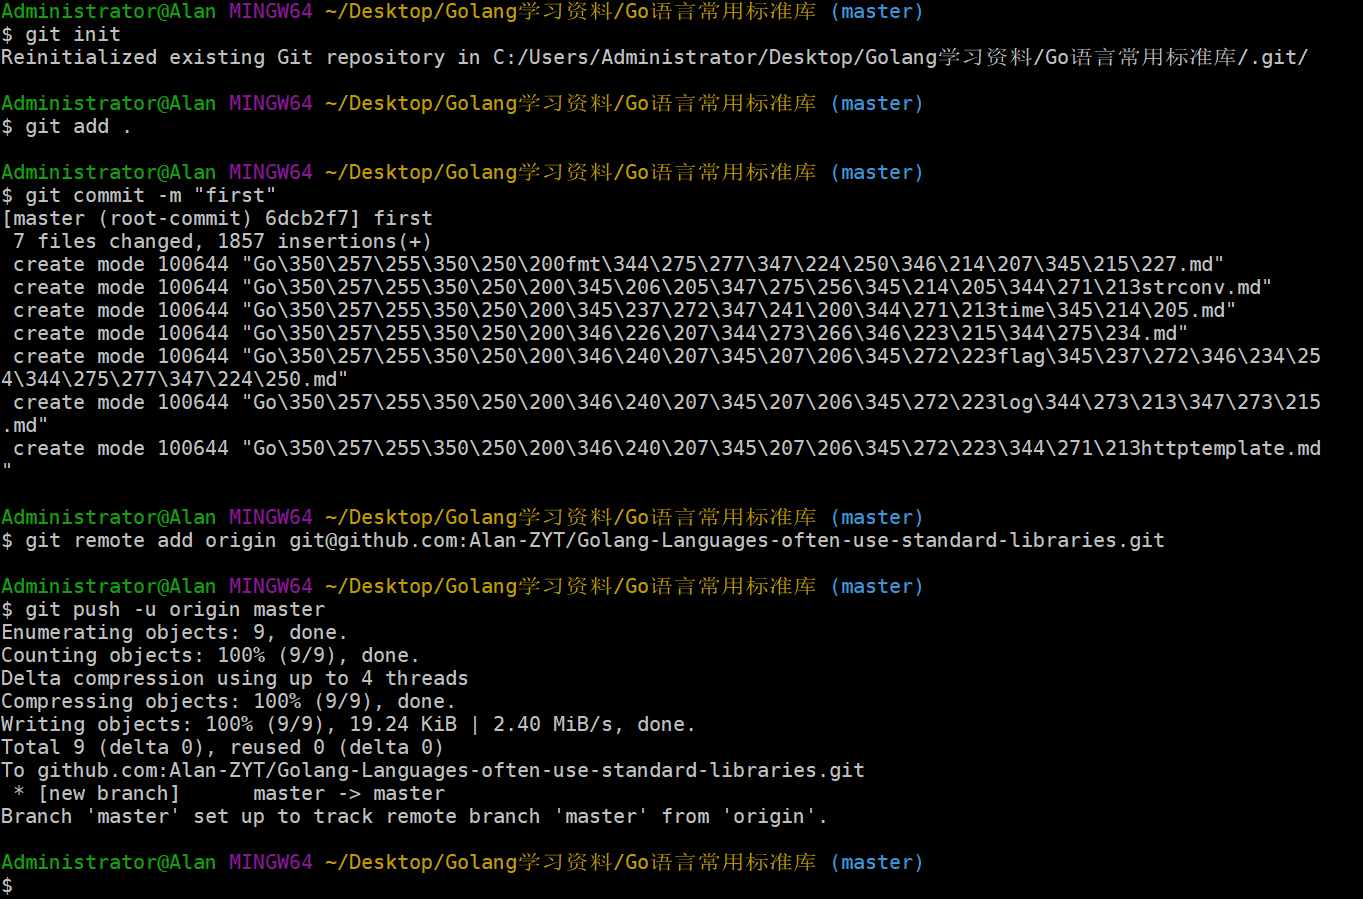 Administrator@Alan MINGW64 ~/Desktop/Golang学习资料/Go语言常用标准库 (master)
$ git init
Reinitialized existing Git repository in C:/Users/Administrator/Desktop/Golang学习资料/Go语言常用标准库/.git/
Administrator@Alan MINGW64 ~/Desktop/Golang学习资料/Go语言常用标准库 (master)
$ git add .
Administrator@Alan MINGW64 ~/Desktop/Golang学习资料/Go语言常用标准库 (master)
$ git commit -m "first"
[master (root-commit) 6dcb2f7] first
 7 files changed, 1857 insertions(+)
 create mode 100644 "Go\350\257\255\350\250\200fmt\344\275\277\347\224\250\346\214\207\345\215\227.md"
 create mode 100644 "Go\350\257\255\350\250\200\345\206\205\347\275\256\345\214\205\344\271\213strconv.md"
 create mode 100644 "Go\350\257\255\350\250\200\345\237\272\347\241\200\344\271\213time\345\214\205.md"
 create mode 100644 "Go\350\257\255\350\250\200\346\226\207\344\273\266\346\223\215\344\275\234.md"
 create mode 100644 "Go\350\257\255\350\250\200\346\240\207\345\207\206\345\272\223flag\345\237\272\346\234\25
4\344\275\277\347\224\250.md"
 create mode 100644 "Go\350\257\255\350\250\200\346\240\207\345\207\206\345\272\223log\344\273\213\347\273\215
.md"
 create mode 100644 "Go\350\257\255\350\250\200\346\240\207\345\207\206\345\272\223\344\271\213httptemplate.md
"
Administrator@Alan MINGW64 ~/Desktop/Golang学习资料/Go语言常用标准库 (master)
$ git remote add origin git@github.com:Alan-ZYT/Golang-Languages-often-use-standard-libraries.git
Administrator@Alan MINGW64 ~/Desktop/Golang学习资料/Go语言常用标准库 (master)
$ git push -u origin master
Enumerating objects: 9, done.
Counting objects: 100% (9/9), done.
Delta compression using up to 4 threads
Compressing objects: 100% (9/9), done.
Writing objects: 100% (9/9), 19.24 KiB | 2.40 MiB/s, done.
Total 9 (delta 0), reused 0 (delta 0)
To github.com:Alan-ZYT/Golang-Languages-often-use-standard-libraries.git
 * [new branch]      master -> master
Branch 'master' set up to track remote branch 'master' from 'origin'.
Administrator@Alan MINGW64 ~/Desktop/Golang学习资料/Go语言常用标准库 (master)
$